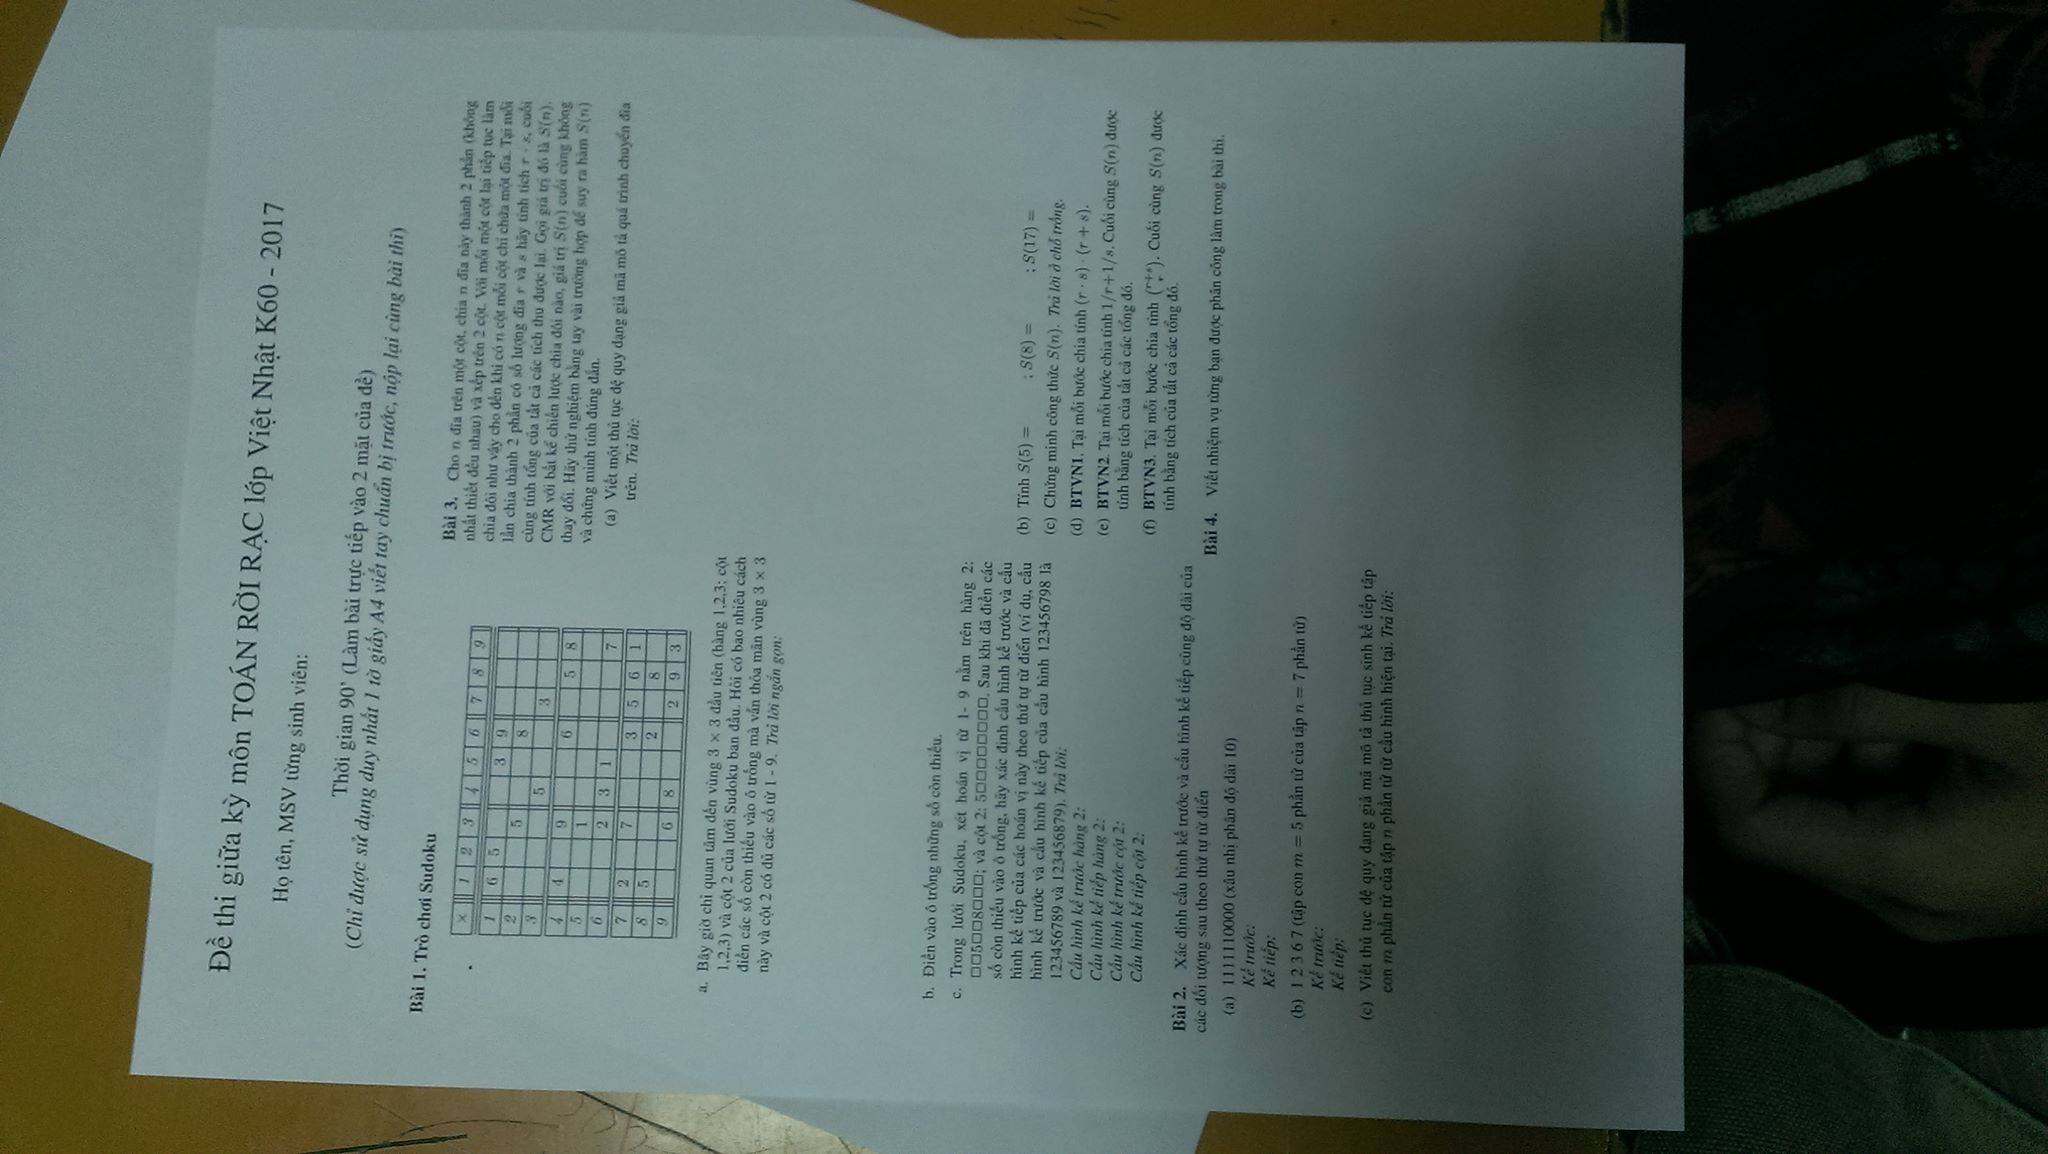 Đề thi giữa kỳ môn TOÁN RỜI RẠC lớp Việt Nhật K60 - 2017
Họ tên, MSV từng sinh viên:
Thời gian 90' (Làm bài trực tiếp vào 2 mặt của đề)
(Chỉ được sử dụng duy nhất 1 tờ giấy A4 viết tay chuẩn bị trước, nộp lại cùng bài thi)
Bài 1. Trò chơi Sudoku
× 1 2 3 4 5 6 7 8 9
1 6 5 3 9
2 5 8
3 5 3
4 4 9 6 5 8
5 1
6 2 3 1 7
7 2 7 3 5 6 1
8 5 2 8
9 6 8 2 9 3
a. Bây giờ chỉ quan tâm đến vùng 3 × 3 đầu tiên (hàng 1,2,3; cột
1,2,3) và cột 2 của lưới Sudoku ban đầu. Hỏi có bao nhiêu cách
điền các số còn thiếu vào ô trống mà vẫn thỏa mãn vùng 3 × 3
này và cột 2 có đủ các số từ 1 - 9. Trả lời ngắn gọn:
b. Điền vào ô trống những số còn thiếu.
c. Trong lưới Sudoku, xét hoán vị từ 1- 9 nằm trên hàng 2:
□□5□□8□□□; và cột 2: 5□□□□□□□□. Sau khi đã điền các
số còn thiếu vào ô trống, hãy xác định cấu hình kế trước và cấu
hình kế tiếp của các hoán vị này theo thứ tự từ điển (ví dụ, cấu
hình kế trước và cấu hình kế tiếp của cấu hình 123456798 là
123456789 và 123456879). Trả lời:
Cấu hình kế trước hàng 2:
Cấu hình kế tiếp hàng 2:
Cấu hình kế trước cột 2:
Cấu hình kế tiếp cột 2:
Bài 2. Xác định cấu hình kế trước và cấu hình kế tiếp cùng độ dài của
các đối tượng sau theo thứ tự từ điển
(a) 1111110000 (xâu nhị phân độ dài 10)
Kế trước:
Kế tiếp:
(b) 1 2 3 6 7 (tập con m = 5 phần tử của tập n = 7 phần tử)
Kế trước:
Kế tiếp:
(c) Viết thủ tục đệ quy dạng giả mã mô tả thủ tục sinh kế tiếp tập
con m phần tử của tập n phần tử từ cấu hình hiện tại. Trả lời:
Bài 3. Cho n đĩa trên một cột, chia n đĩa này thành 2 phần (không
nhất thiết đều nhau) và xếp trên 2 cột. Với mỗi một cột lại tiếp tục làm
chia đôi như vậy cho đến khi có n cột mỗi cột chỉ chứa một đĩa. Tại mỗi
lần chia thành 2 phần có số lượng đĩa r và s hãy tính tích r · s, cuối
cùng tính tổng của tất cả các tích thu được lại. Gọi giá trị đó là S(n).
CMR với bất kể chiến lược chia đôi nào, giá trị S(n) cuối cùng không
thay đổi. Hãy thử nghiệm bằng tay vài trường hợp để suy ra hàm S(n)
và chứng minh tính đúng đắn.
(a) Viết một thủ tục đệ quy dạng giả mã mô tả quá trình chuyển đĩa
trên. Trả lời:
(b) Tính S(5) = ; S(8) = ; S(17) =
(c) Chứng minh công thức S(n). Trả lời ở chỗ trống.
(d) BTVN1. Tại mỗi bước chia tính (r · s) · (r + s).
(e) BTVN2. Tại mỗi bước chia tính 1/r+1/s. Cuối cùng S(n) được
tính bằng tích của tất cả các tổng đó.
(f) BTVN3. Tại mỗi bước chia tính (r+s r). Cuối cùng S(n) được
tính bằng tích của tất cả các tổng đó.
Bài 4. Viết nhiệm vụ từng bạn được phân công làm trong bài thi.